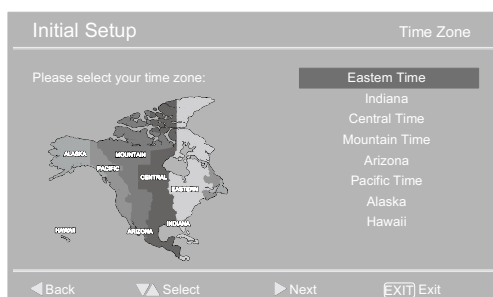 Initial Setup
Time Zone
Please select your time zone:
Eastem Time
Indiana
Central Time
Mountain Time
Arizona
Pacific Time
Alaska
Hawaii
ALASKA
MOUNTAIN
PACIFIC
CENTRAL
EASTERN
HAWAII
ARIZONA
INDIANA
Back
Select
Next
EXIT Exit